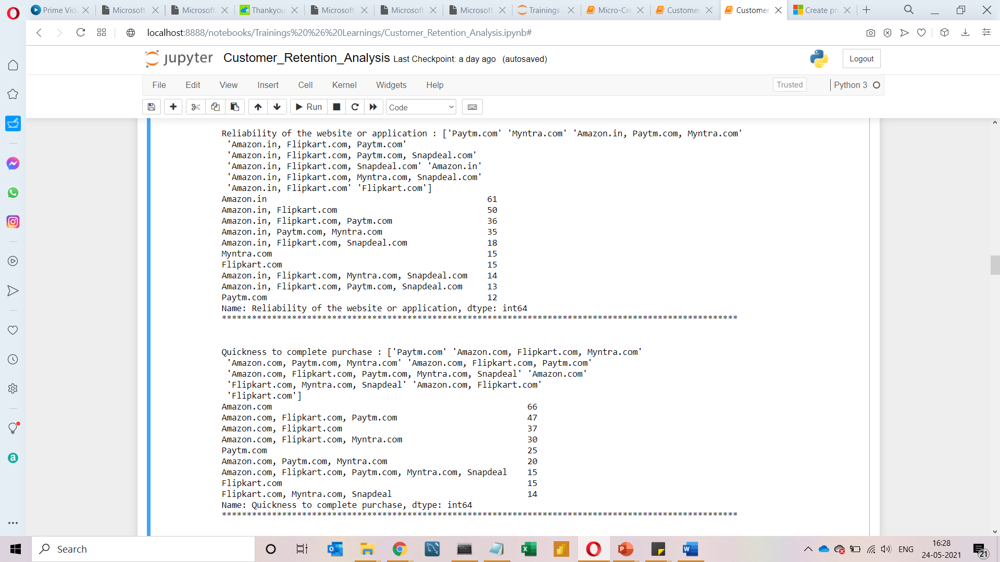 Prime Vid
Microsoft
Microsoft
Thankyou
Microsoft
Microsoft
Microsoft
Trainings
Micro-Cre
Customer
Customer
Create pr
localhost:8888/notebooks/Trainings%20%26%20Learnings/Customer_Retention_Analysis.ipynb#
jupyter Customer_Retention_Analysis Last Checkpoint: a day ago (autosaved)
Logout
File Edit View Insert Cell Kernel Widgets Help
Trusted
Python 3
Run
Code
Reliability of the website or application : ['Paytm.com' 'Myntra.com' 'Amazon.in, Paytm.com, Myntra.com'
'Amazon.in, Flipkart.com, Paytm.com'
'Amazon.in, Flipkart.com, Paytm.com, Snapdeal.com'
'Amazon.in, Flipkart.com, Snapdeal.com' 'Amazon.in'
'Amazon.in, Flipkart.com, Myntra.com, Snapdeal.com'
'Amazon.in, Flipkart.com' 'Flipkart.com']
Amazon.in 61
Amazon.in, Flipkart.com 50
Amazon.in, Flipkart.com, Paytm.com 36
Amazon.in, Paytm.com, Myntra.com 35
Amazon.in, Flipkart.com, Snapdeal.com 18
Myntra.com 15
Flipkart.com 15
Amazon.in, Flipkart.com, Myntra.com, Snapdeal.com 14
Amazon.in, Flipkart.com, Paytm.com, Snapdeal.com 13
Paytm.com 12
Name: Reliability of the website or application, dtype: int64
*******************************************************************************************************
Quickness to complete purchase : ['Paytm.com' 'Amazon.com, Flipkart.com, Myntra.com'
'Amazon.com, Paytm.com, Myntra.com' 'Amazon.com, Flipkart.com, Paytm.com'
'Amazon.com, Flipkart.com, Paytm.com, Myntra.com, Snapdeal' 'Amazon.com'
'Flipkart.com, Myntra.com, Snapdeal' 'Amazon.com, Flipkart.com'
'Flipkart.com']
Amazon.com 66
Amazon.com, Flipkart.com, Paytm.com 47
Amazon.com, Flipkart.com 37
Amazon.com, Flipkart.com, Myntra.com 30
Paytm.com 25
Amazon.com, Paytm.com, Myntra.com 20
Amazon.com, Flipkart.com, Paytm.com, Myntra.com, Snapdeal 15
Flipkart.com 15
Flipkart.com, Myntra.com, Snapdeal 14
Name: Quickness to complete purchase, dtype: int64
*******************************************************************************************************
Search
ENG
16:28
24-05-2021
21